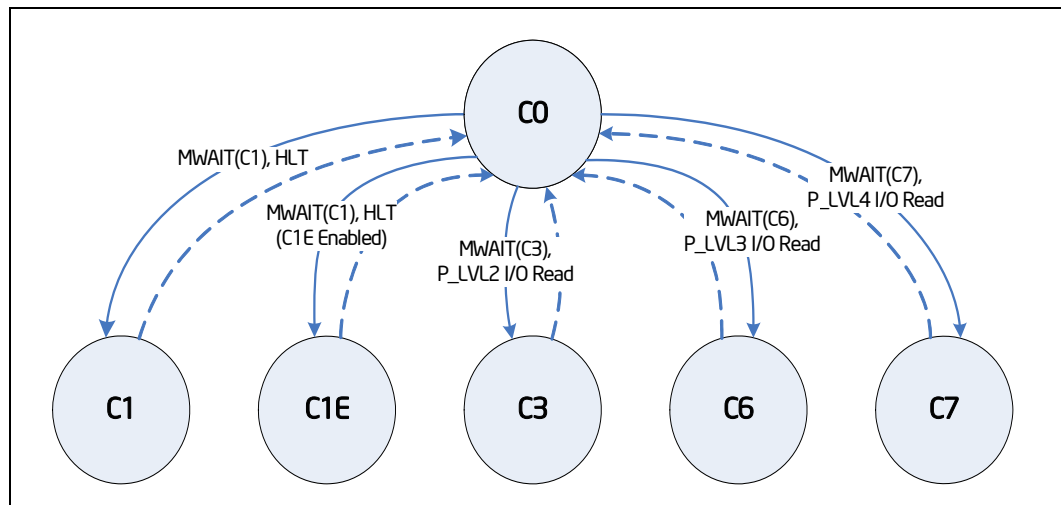 C0
MWAIT(C1), HLT
MWAIT(C1), HLT
(C1E Enabled)
MWAIT(C3),
P_LVL2 I/O Read
MWAIT(C6),
P_LVL3 I/O Read
MWAIT(C7),
P_LVL4 I/O Read
C1
C1E
C3
C6
C7